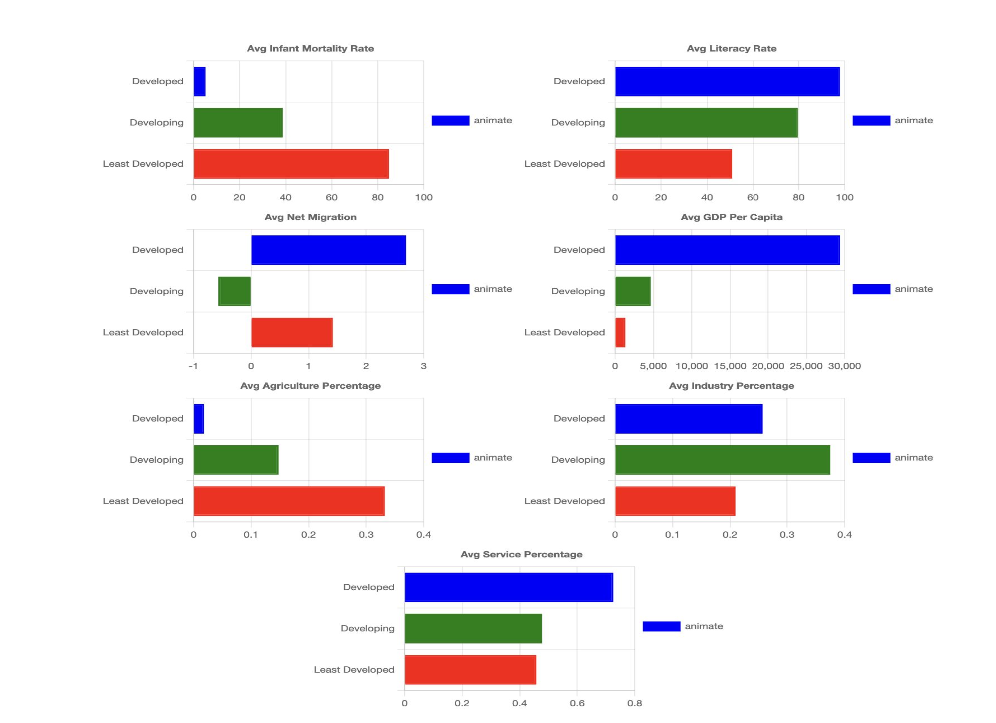 Avg Infant Mortality Rate
Developed
Developing
Least Developed
0 20 40 60 80 100
animate
Avg Literacy Rate
Developed
Developing
Least Developed
0 20 40 60 80 100
animate
Avg Net Migration
Developed
Developing
Least Developed
-1 0 1 2 3
animate
Avg GDP Per Capita
Developed
Developing
Least Developed
0 5,000 10,000 15,000 20,000 25,000 30,000
animate
Avg Agriculture Percentage
Developed
Developing
Least Developed
0 0.1 0.2 0.3 0.4
animate
Avg Industry Percentage
Developed
Developing
Least Developed
0 0.1 0.2 0.3 0.4
animate
Avg Service Percentage
Developed
Developing
Least Developed
0 0.2 0.4 0.6 0.8
animate